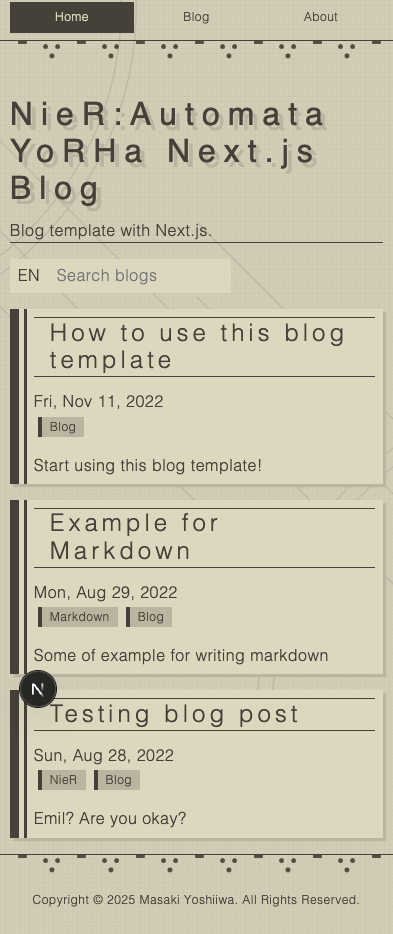 Home Blog About
NieR:Automata
YoRHa Next.js
Blog
Blog template with Next.js.
EN Search blogs
How to use this blog
template
Fri, Nov 11, 2022
Blog
Start using this blog template!
Example for
Markdown
Mon, Aug 29, 2022
Markdown Blog
Some of example for writing markdown
N
Testing blog post
Sun, Aug 28, 2022
NieR Blog
Emil? Are you okay?
Copyright © 2025 Masaki Yoshiiwa. All Rights Reserved.